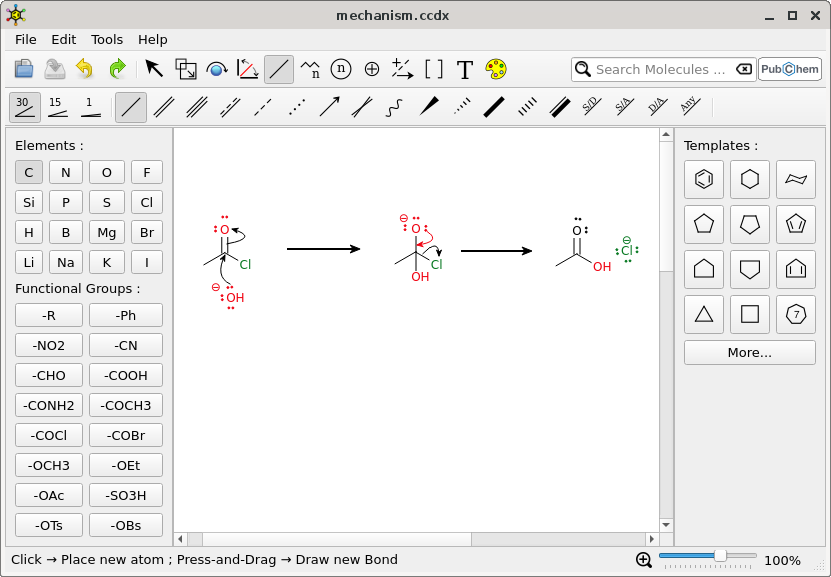 mechanism.ccdx
File Edit Tools Help
n n
T
Search Molecules ...
PubChem
30 15 1
S/D S/A D/A Any
Elements :
C N O F
Si P S Cl
H B Mg Br
Li Na K I
Functional Groups :
-R -Ph
-NO2 -CN
-CHO -COOH
-CONH2 -COCH3
-COCl -COBr
-OCH3 -OEt
-OAc -SO3H
-OTs -OBs
O
Cl
OH
O
Cl
OH
O
OH
Cl
Templates :
7
More...
Click → Place new atom ; Press-and-Drag → Draw new Bond
100%